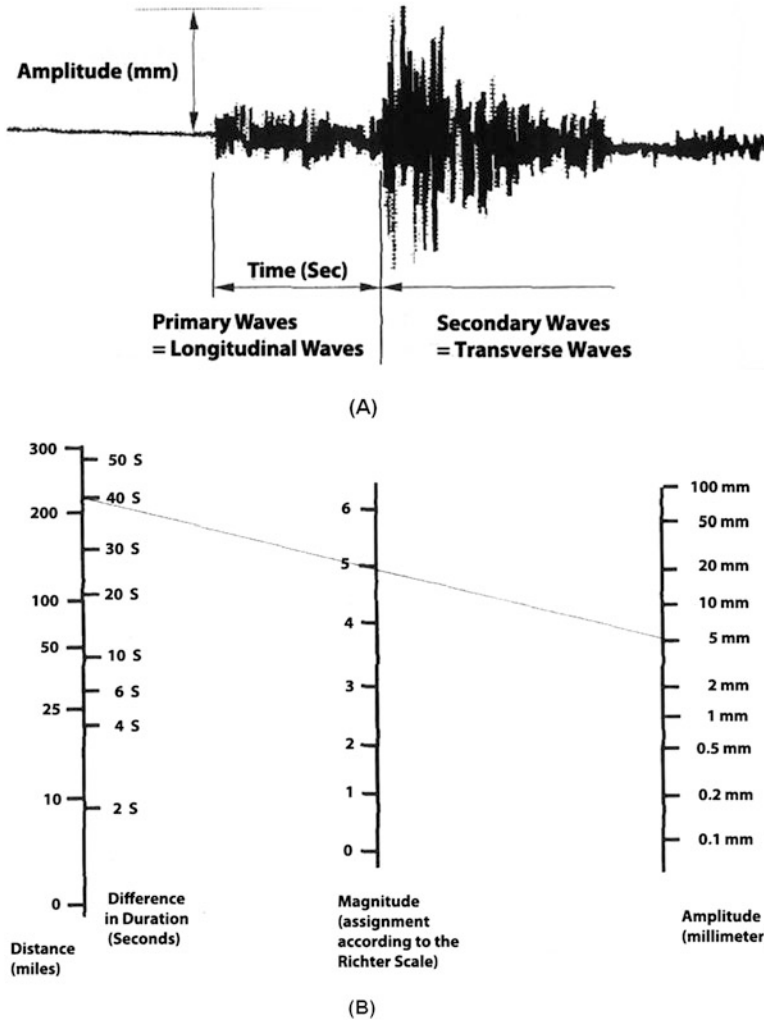 Amplitude (mm)
Time (Sec)
Primary Waves
= Longitudinal Waves
Secondary Waves
= Transverse Waves
(A)
300
200
100
50
25
10
0
50 S
40 S
30 S
20 S
10 S
6 S
4 S
2 S
6
5
4
3
2
1
0
100 mm
50 mm
20 mm
10 mm
5 mm
2 mm
1 mm
0.5 mm
0.2 mm
0.1 mm
Distance
(miles)
Difference
in Duration
(Seconds)
Magnitude
(assignment
according to the
Richter Scale)
Amplitude
(millimeter
(B)